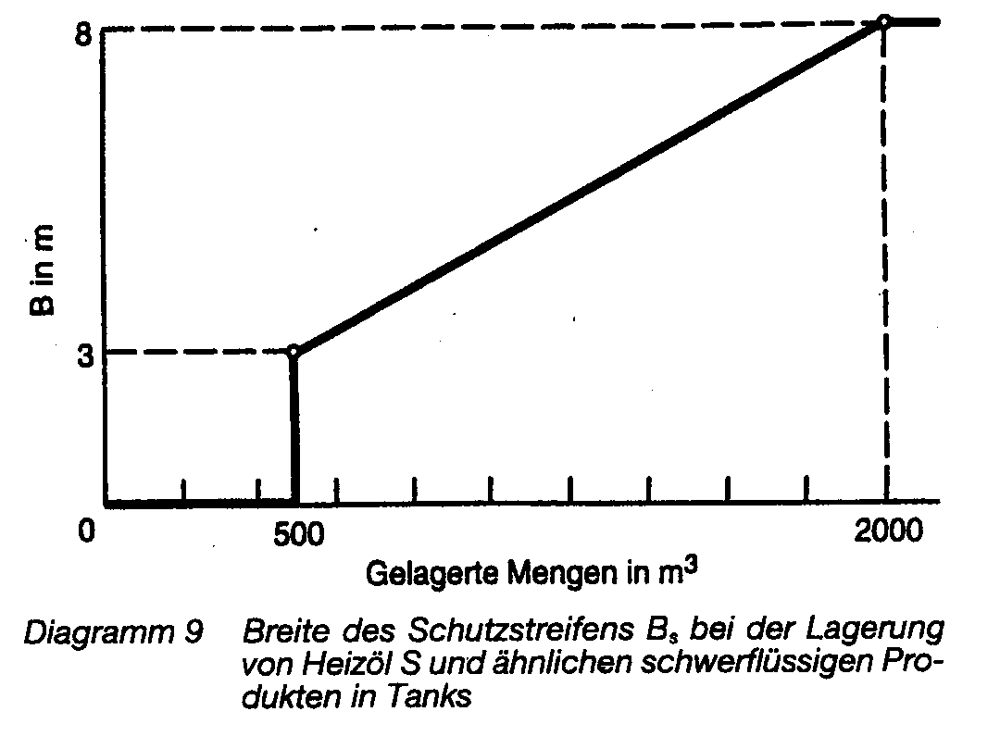 8
B in m
3
0 500 2000
Gelagerte Mengen in m³
Diagramm 9 Breite des Schutzstreifens Bₛ bei der Lagerung
von Heizöl S und ähnlichen schwerflüssigen Pro-
dukten in Tanks